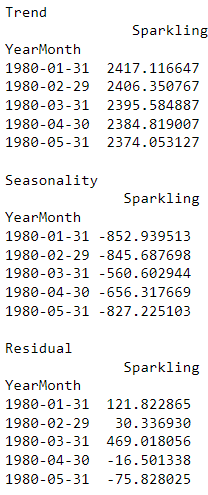 Trend
Sparkling
YearMonth
1980-01-31 2417.116647
1980-02-29 2406.350767
1980-03-31 2395.584887
1980-04-30 2384.819007
1980-05-31 2374.053127
Seasonality
Sparkling
YearMonth
1980-01-31 -852.939513
1980-02-29 -845.687698
1980-03-31 -560.602944
1980-04-30 -656.317669
1980-05-31 -827.225103
Residual
Sparkling
YearMonth
1980-01-31 121.822865
1980-02-29 30.336930
1980-03-31 469.018056
1980-04-30 -16.501338
1980-05-31 -75.828025